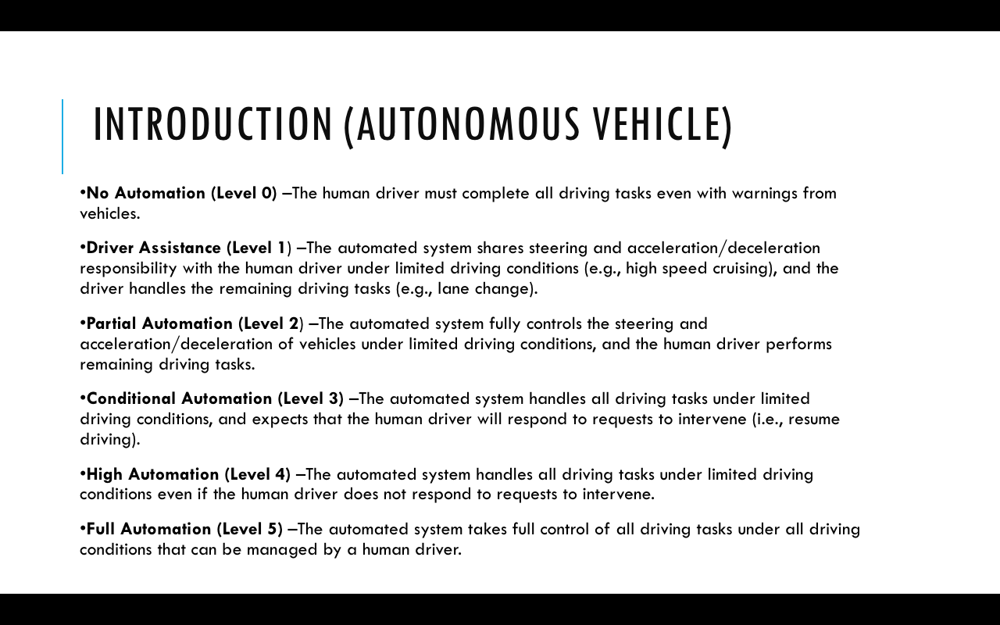 INTRODUCTION (AUTONOMOUS VEHICLE)
•No Automation (Level 0) –The human driver must complete all driving tasks even with warnings from
vehicles.
•Driver Assistance (Level 1) –The automated system shares steering and acceleration/deceleration
responsibility with the human driver under limited driving conditions (e.g., high speed cruising), and the
driver handles the remaining driving tasks (e.g., lane change).
•Partial Automation (Level 2) –The automated system fully controls the steering and
acceleration/deceleration of vehicles under limited driving conditions, and the human driver performs
remaining driving tasks.
•Conditional Automation (Level 3) –The automated system handles all driving tasks under limited
driving conditions, and expects that the human driver will respond to requests to intervene (i.e., resume
driving).
•High Automation (Level 4) –The automated system handles all driving tasks under limited driving
conditions even if the human driver does not respond to requests to intervene.
•Full Automation (Level 5) –The automated system takes full control of all driving tasks under all driving
conditions that can be managed by a human driver.